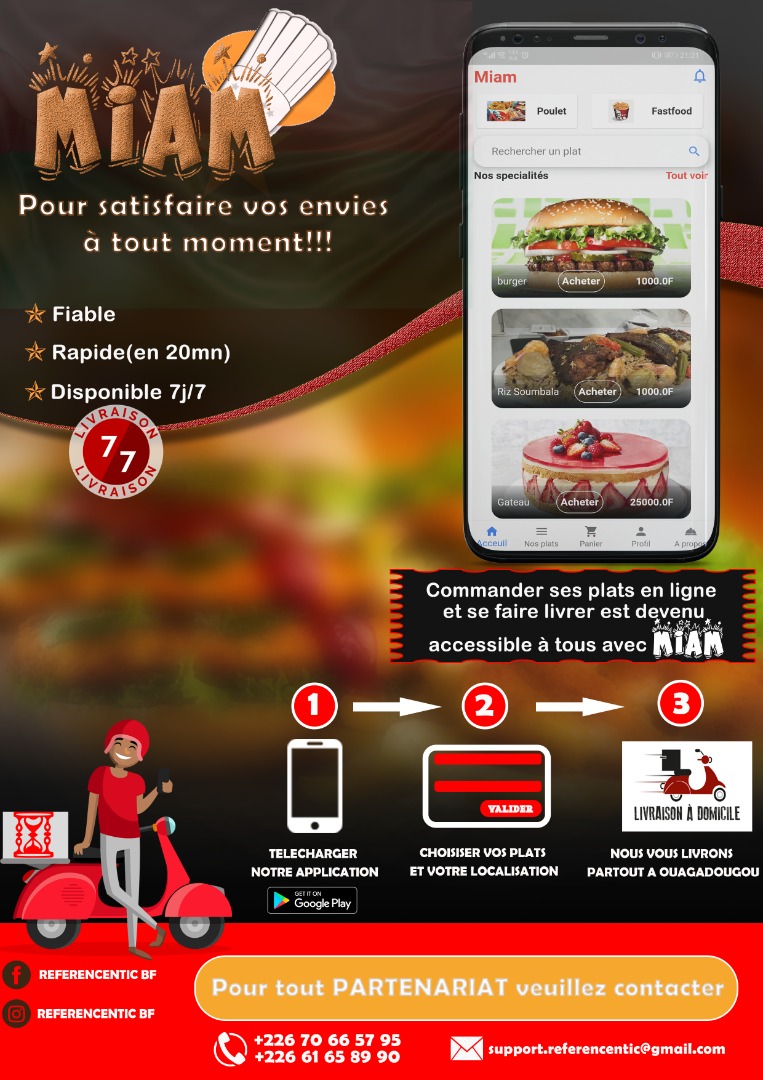 MIAM
Pour satisfaire vos envies
à tout moment!!!
Fiable
Rapide(en 20mn)
Disponible 7j/7
LIVRAISON
7
7
LIVRAISON
21:21
Miam
Poulet
Fastfood
Rechercher un plat
Nos specialités
Tout voir
burger
Acheter
1000.0F
Riz Soumbala
Acheter
1000.0F
Gateau
Acheter
25000.0F
Acceuil
Nos plats
Panier
Profil
A propos
Commander ses plats en ligne
et se faire livrer est devenu
accessible à tous avec MIAM
1
2
3
VALIDER
LIVRAISON À DOMICILE
TELECHARGER
NOTRE APPLICATION
CHOISISER VOS PLATS
ET VOTRE LOCALISATION
NOUS VOUS LIVRONS
PARTOUT A OUAGADOUGOU
GET IT ON
Google Play
REFERENCENTIC BF
REFERENCENTIC BF
Pour tout PARTENARIAT veuillez contacter
+226 70 66 57 95
+226 61 65 89 90
support.referencentic@gmail.com